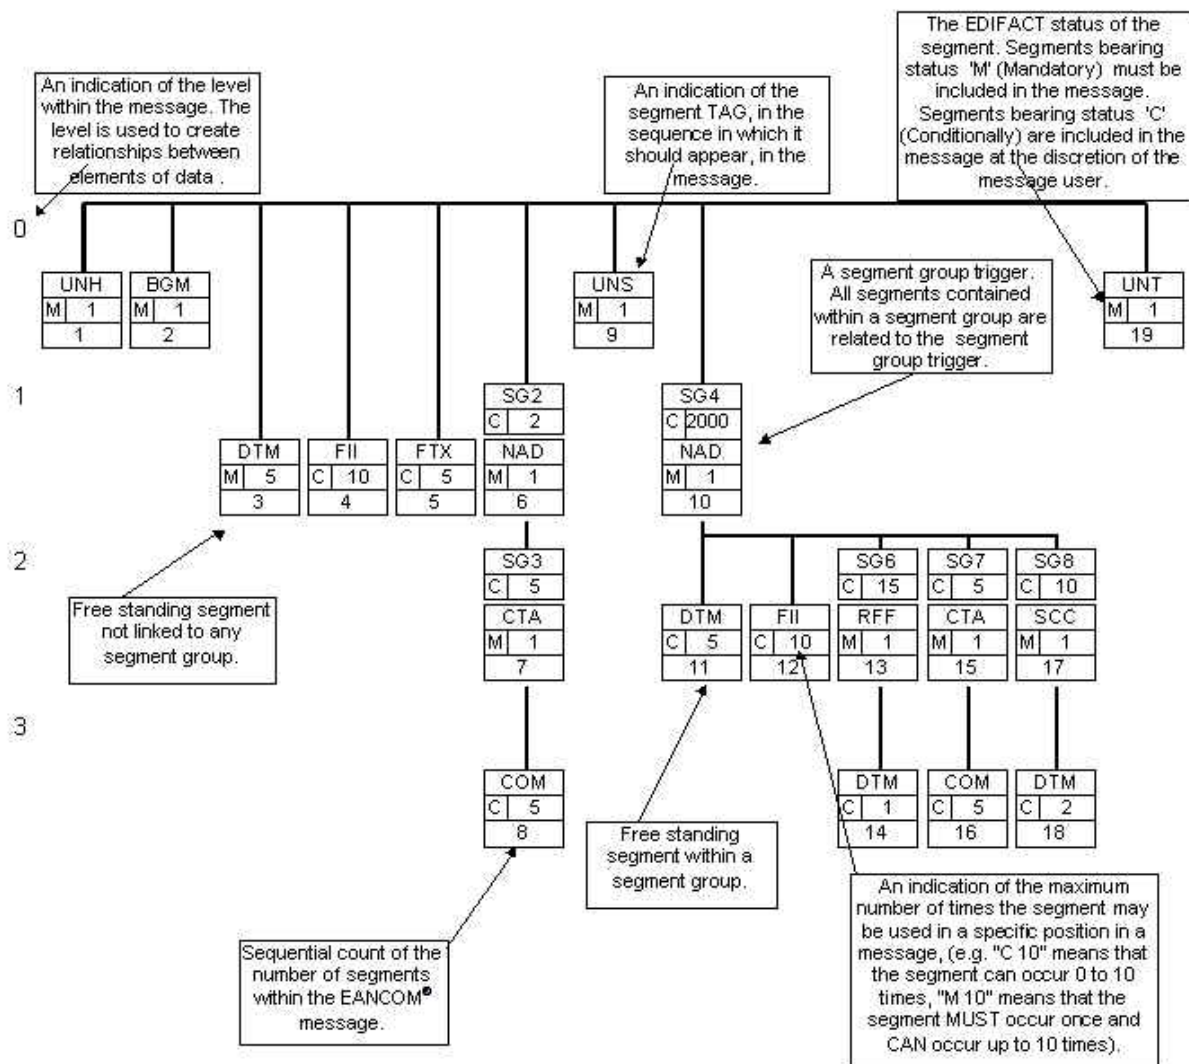 The EDIFACT status of the
segment. Segments bearing
status 'M' (Mandatory) must be
included in the message.
Segments bearing status 'C'
(Conditionally) are included in the
message at the discretion of the
message user.
An indication of the level
within the message. The
level is used to create
relationships between
elements of data .
An indication of the
segment TAG, in the
sequence in which it
should appear, in the
message.
0
UNH
M 1
1
BGM
M 1
2
UNS
M 1
9
A segment group trigger.
All segments contained
within a segment group are
related to the segment
group trigger.
UNT
M 1
19
1
SG2
C 2
SG4
C 2000
DTM
M 5
3
FII
C 10
4
FTX
C 5
5
NAD
M 1
6
NAD
M 1
10
2
SG3
C 5
SG6
C 15
SG7
C 5
SG8
C 10
Free standing segment
not linked to any
segment group.
CTA
M 1
7
DTM
C 5
11
FII
C 10
12
RFF
M 1
13
CTA
M 1
15
SCC
M 1
17
3
COM
C 5
8
DTM
C 1
14
COM
C 5
16
DTM
C 2
18
Free standing
segment within a
segment group.
Sequential count of the
number of segments
within the EANCOM®
message.
An indication of the maximum
number of times the segment may
be used in a specific position in a
message, (e.g. "C 10" means that
the segment can occur 0 to 10
times, "M 10" means that the
segment MUST occur once and
CAN occur up to 10 times).